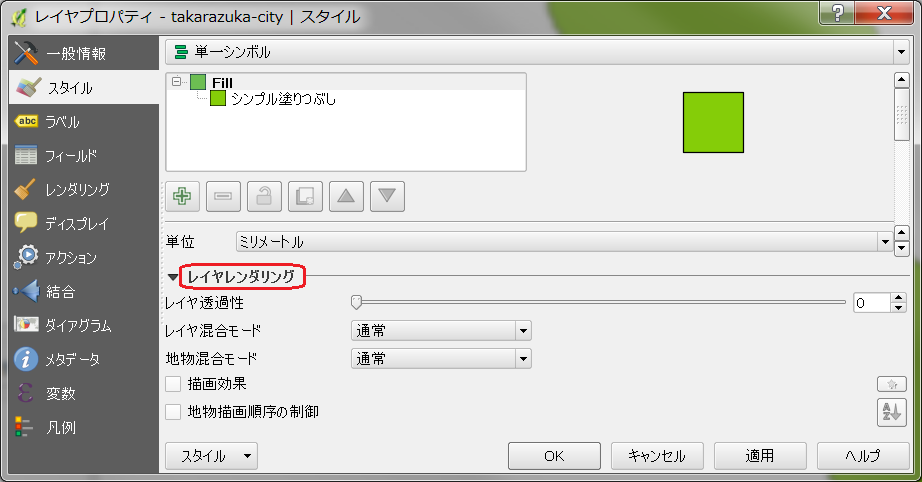 レイヤプロパティ - takarazuka-city | スタイル
一般情報
スタイル
abc ラベル
フィールド
レンダリング
ディスプレイ
アクション
結合
ダイアグラム
メタデータ
変数
凡例
単一シンボル
Fill
シンプル塗りつぶし
単位 ミリメートル
レイヤレンダリング
レイヤ透過性 0
レイヤ混合モード 通常
地物混合モード 通常
描画効果
地物描画順序の制御
スタイル OK キャンセル 適用 ヘルプ